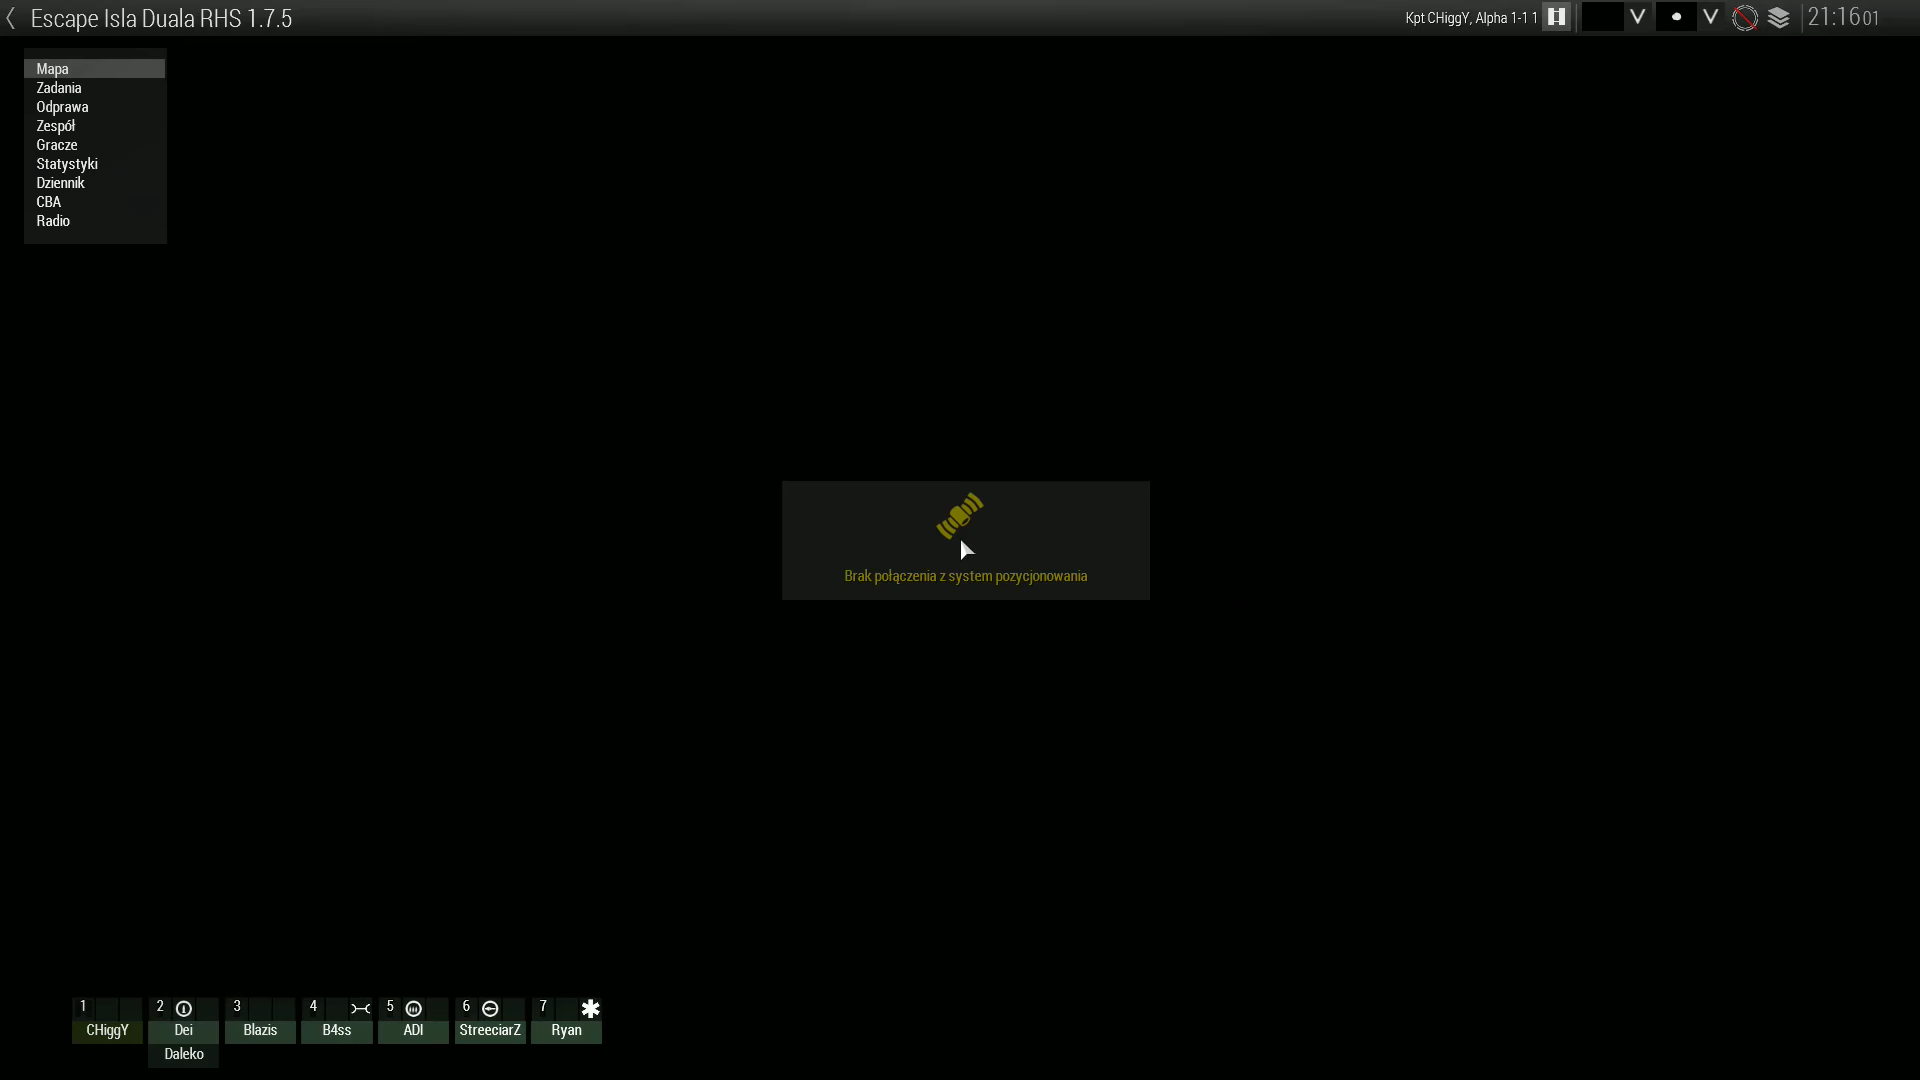 Escape Isla Duala RHS 1.7.5
Kpt CHiggY, Alpha 1-1 1
21:16 01
Mapa
Zadania
Odprawa
Zespół
Gracze
Statystyki
Dziennik
CBA
Radio
Brak połączenia z system pozycjonowania
1 2 3 4 5 6 7
CHiggY Dei Blazis B4ss ADI StreeciarZ Ryan
Daleko